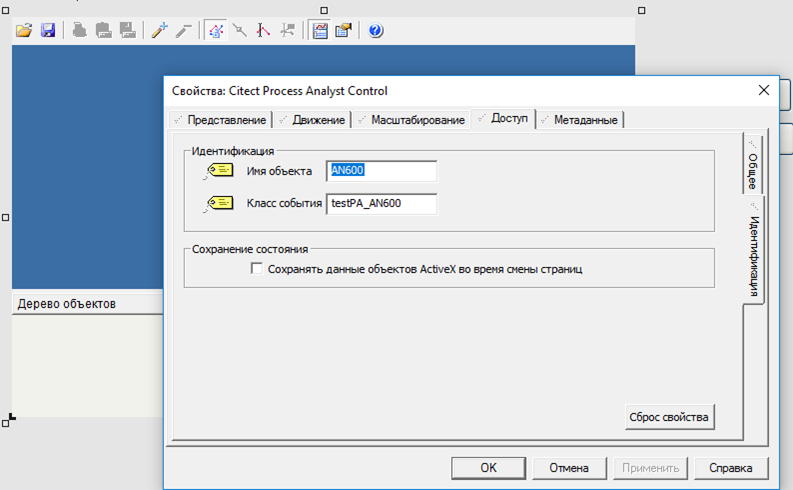 Свойства: Citect Process Analyst Control
Представление
Движение
Масштабирование
Доступ
Метаданные
Идентификация
Имя объекта
AN600
Класс события
testPA_AN600
Сохранение состояния
Сохранять данные объектов ActiveX во время смены страниц
Общее
Идентификация
Дерево объектов
Сброс свойства
OK
Отмена
Применить
Справка